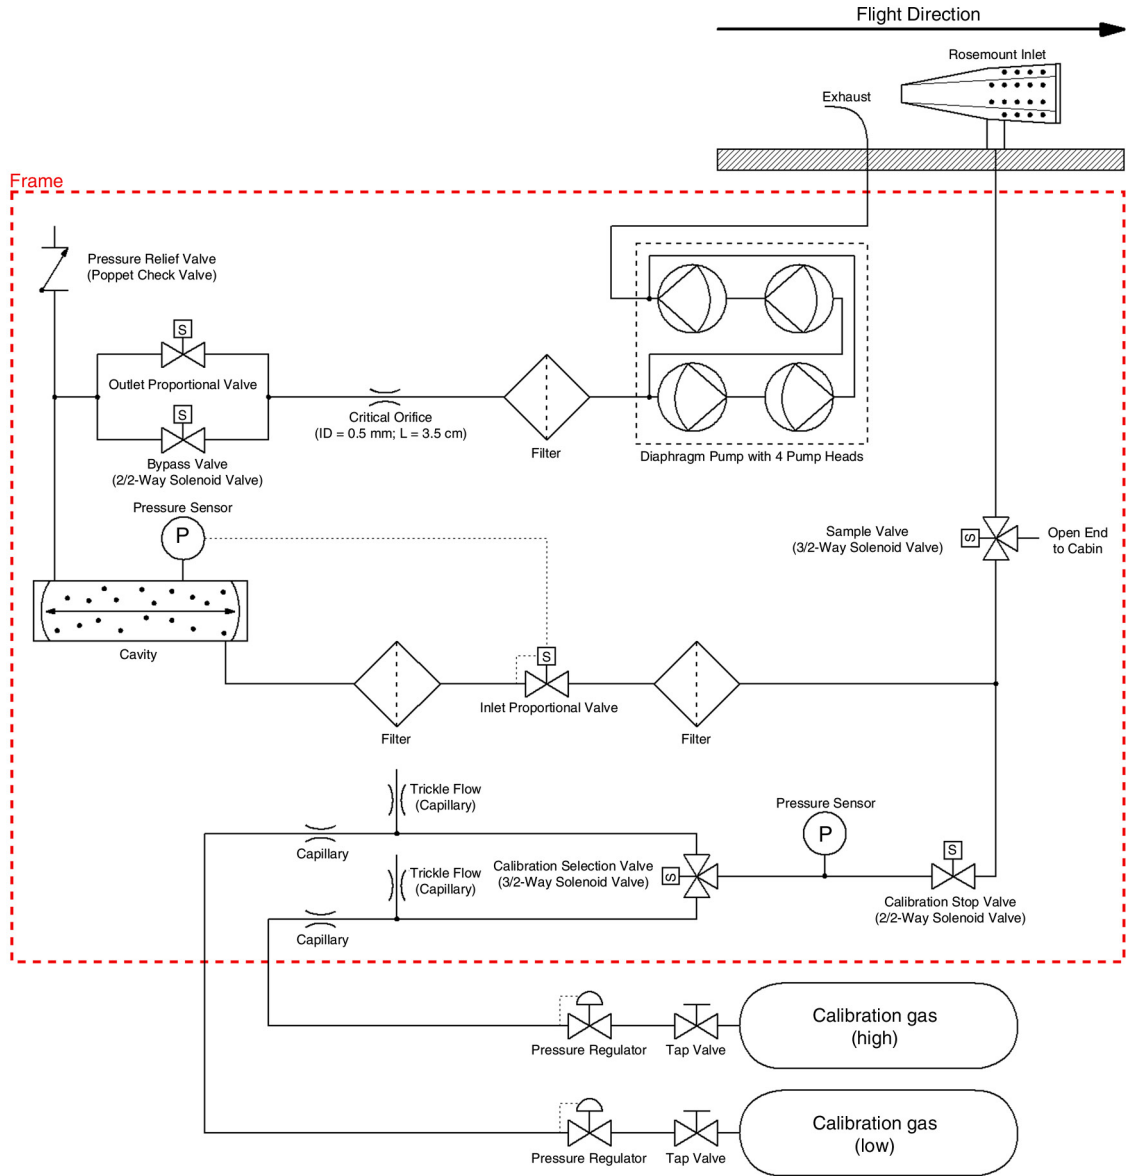 Flight Direction
Rosemount Inlet
Exhaust
Frame
Pressure Relief Valve
(Poppet Check Valve)
S
Outlet Proportional Valve
S
Bypass Valve
(2/2-Way Solenoid Valve)
Critical Orifice
(ID = 0.5 mm; L = 3.5 cm)
Filter
Diaphragm Pump with 4 Pump Heads
Pressure Sensor
P
Cavity
Sample Valve
(3/2-Way Solenoid Valve)
S
Open End
to Cabin
S
Inlet Proportional Valve
Filter
Filter
Trickle Flow
(Capillary)
Capillary
Trickle Flow
(Capillary)
Capillary
Calibration Selection Valve
(3/2-Way Solenoid Valve)
S
Pressure Sensor
P
S
Calibration Stop Valve
(2/2-Way Solenoid Valve)
Pressure Regulator
Tap Valve
Calibration gas
(high)
Pressure Regulator
Tap Valve
Calibration gas
(low)